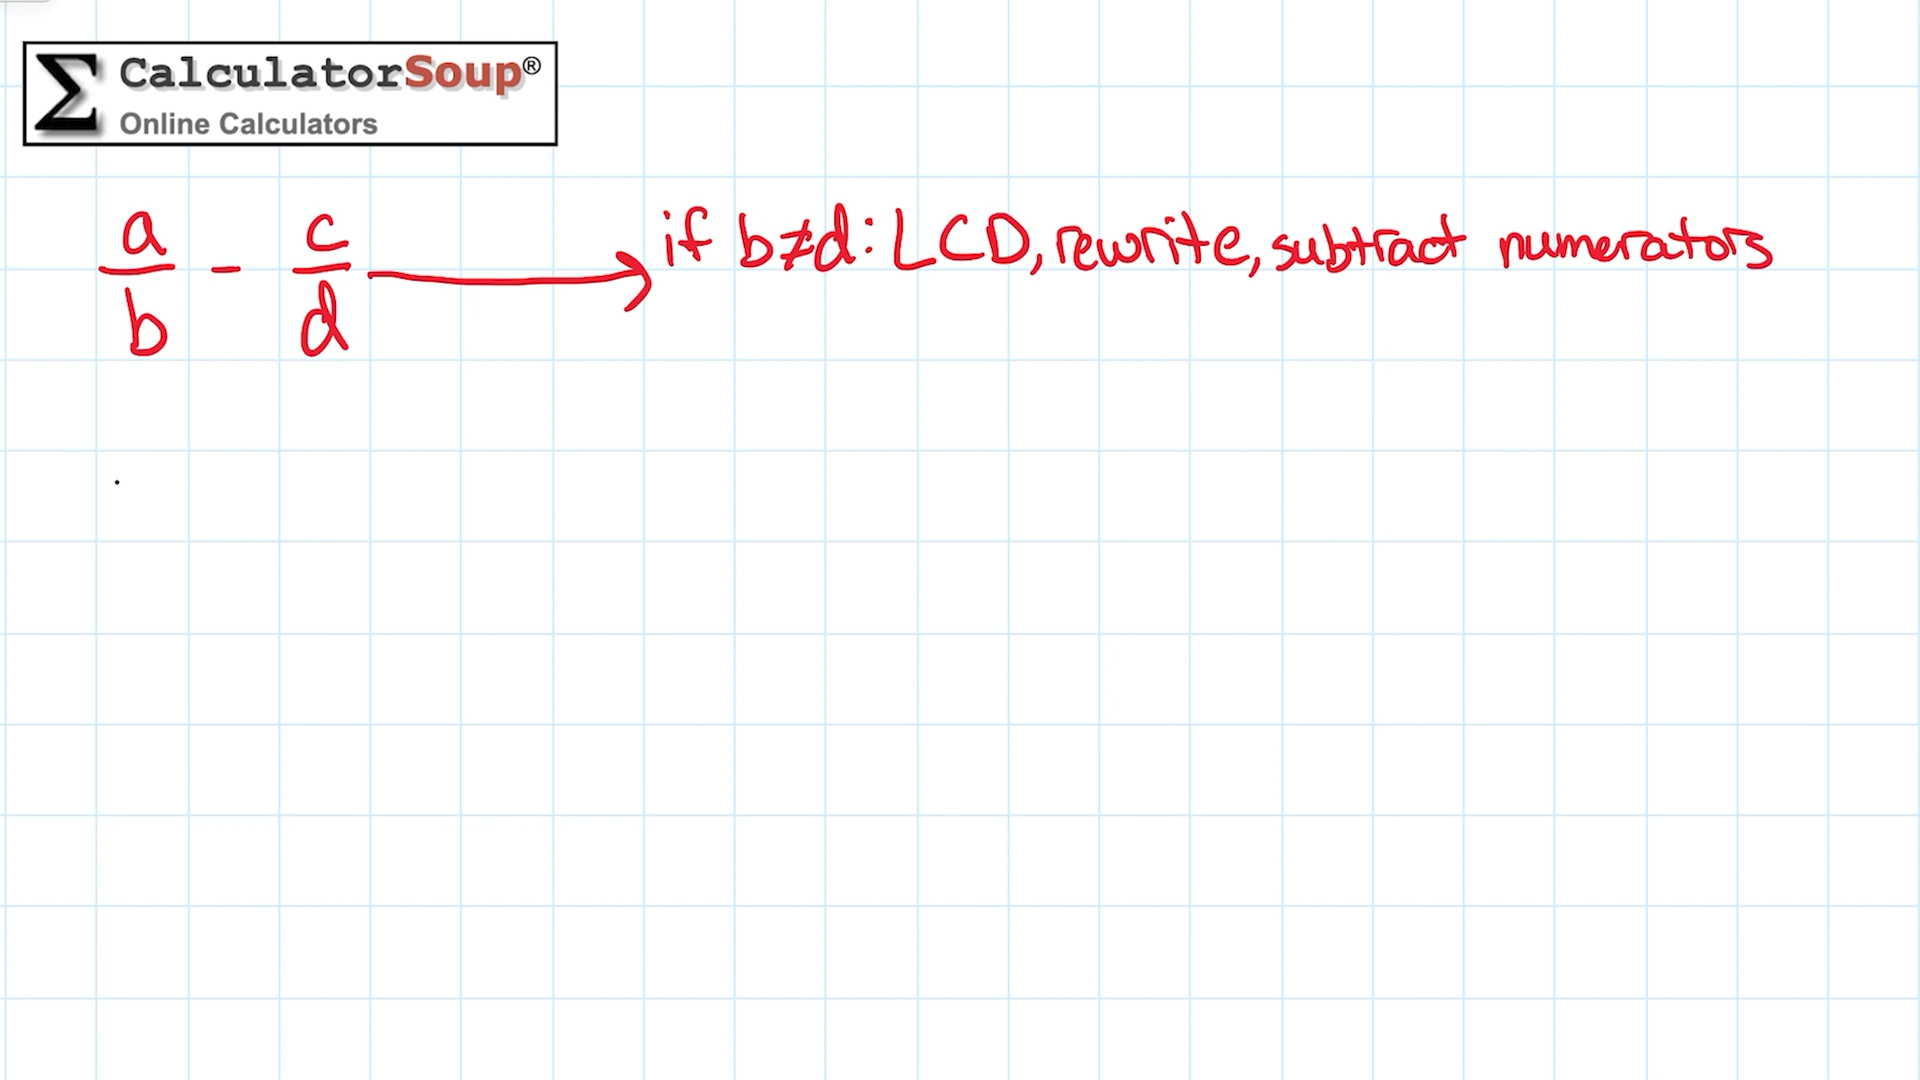 Σ CalculatorSoup®
Online Calculators
a/b - c/d → if b≠d: LCD, rewrite, subtract numerators